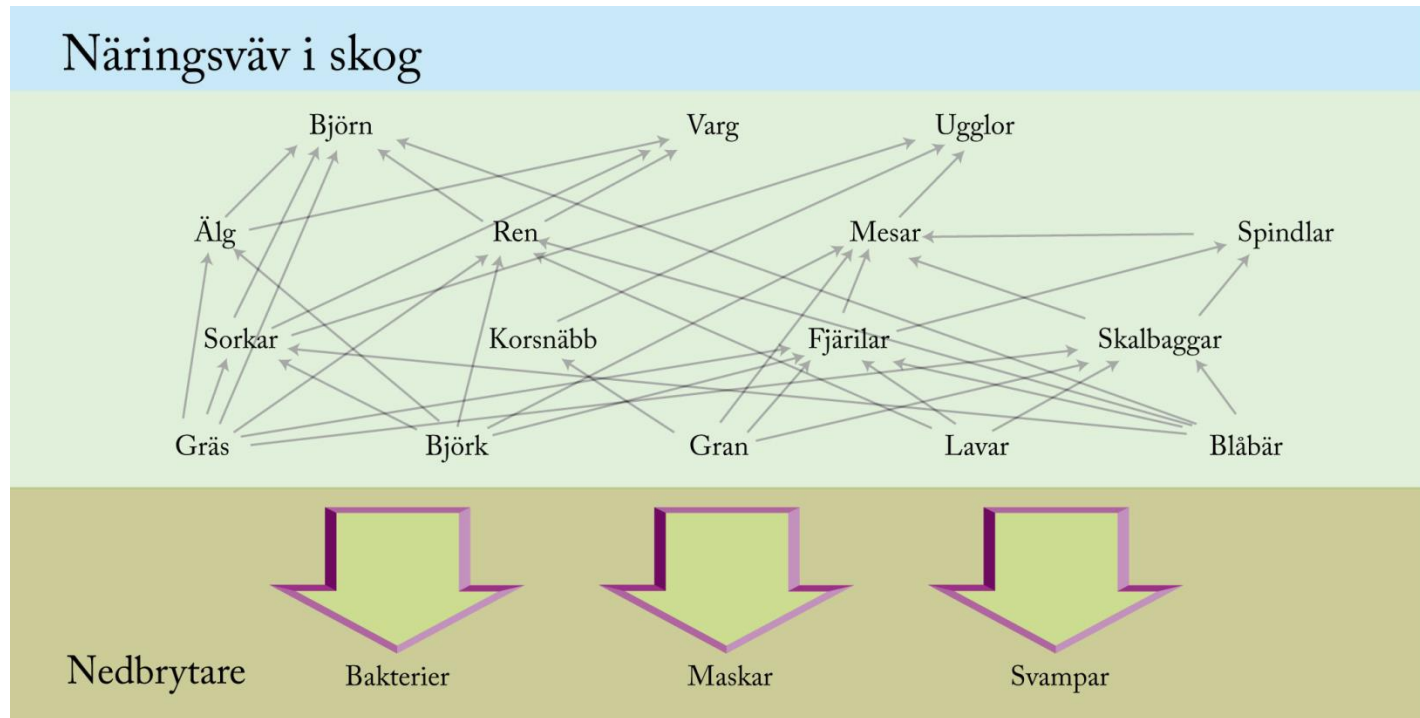 Näringsväv i skog
Björn Varg Ugglor
Älg Ren Mesar Spindlar
Sorkar Korsnäbb Fjärilar Skalbaggar
Gräs Björk Gran Lavar Blåbär
Nedbrytare Bakterier Maskar Svampar